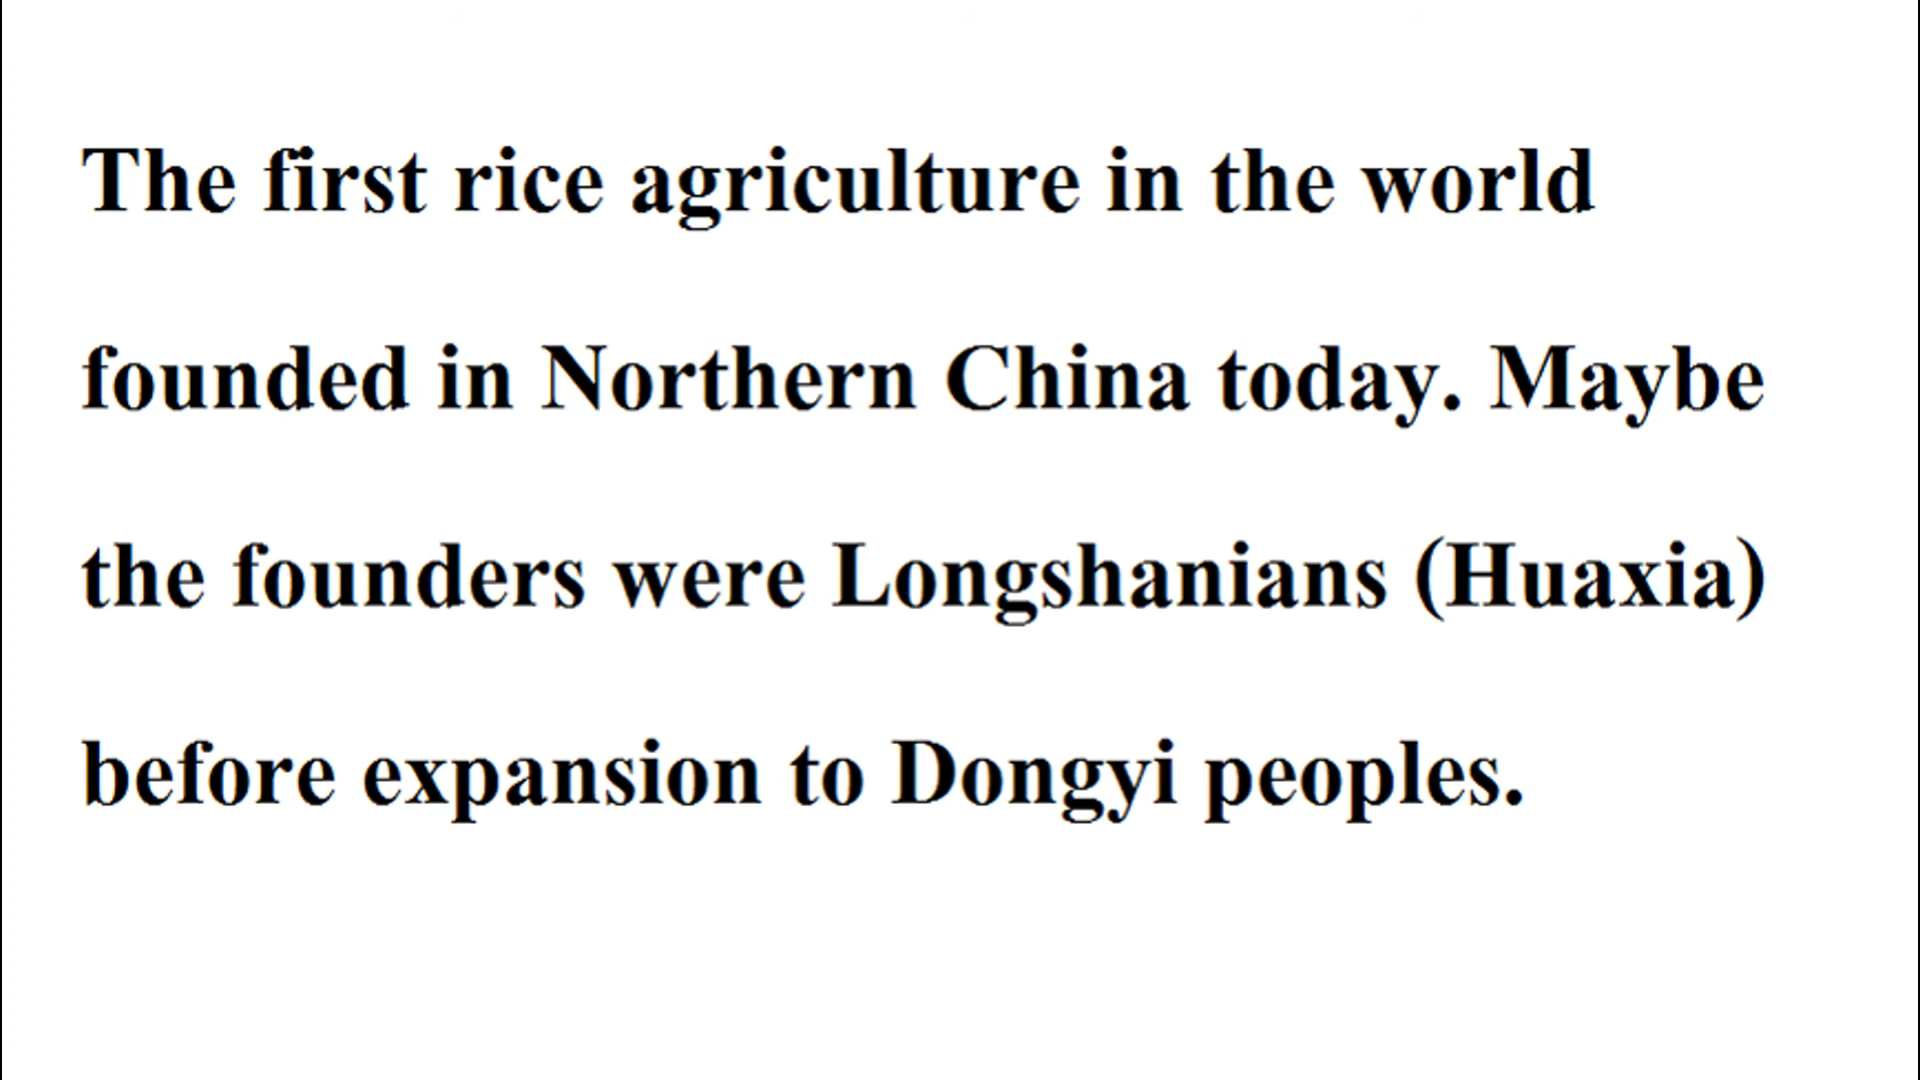 The first rice agriculture in the world
founded in Northern China today. Maybe
the founders were Longshanians (Huaxia)
before expansion to Dongyi peoples.